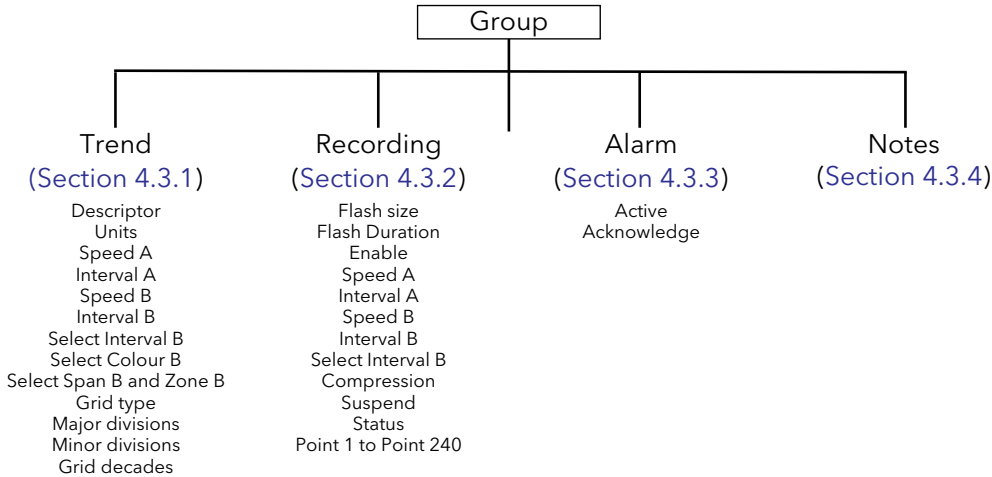 Group
Trend
(Section 4.3.1)
Descriptor
Units
Speed A
Interval A
Speed B
Interval B
Select Interval B
Select Colour B
Select Span B and Zone B
Grid type
Major divisions
Minor divisions
Grid decades
Recording
(Section 4.3.2)
Flash size
Flash Duration
Enable
Speed A
Interval A
Speed B
Interval B
Select Interval B
Compression
Suspend
Status
Point 1 to Point 240
Alarm
(Section 4.3.3)
Active
Acknowledge
Notes
(Section 4.3.4)